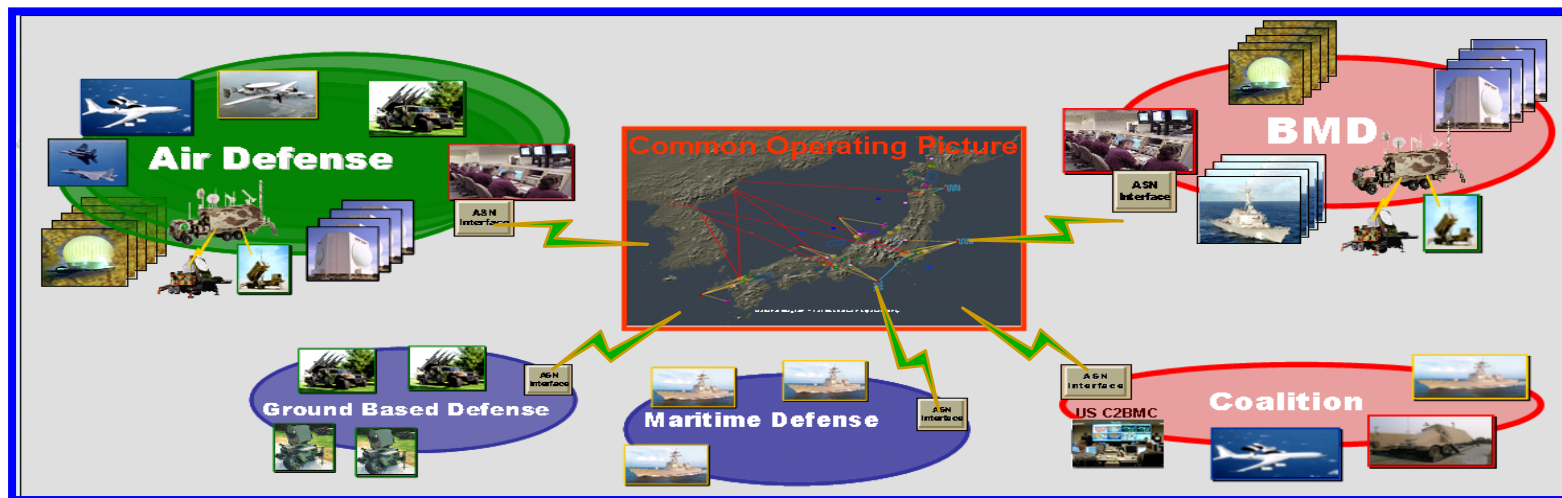 Common Operating Picture
BMD
Air Defense
ASN
Interface
ASN
Interface
ASN
Interface
ASN
Interface
ASN
Interface
Ground Based Defense
Maritime Defense
US C2BMC
Coalition